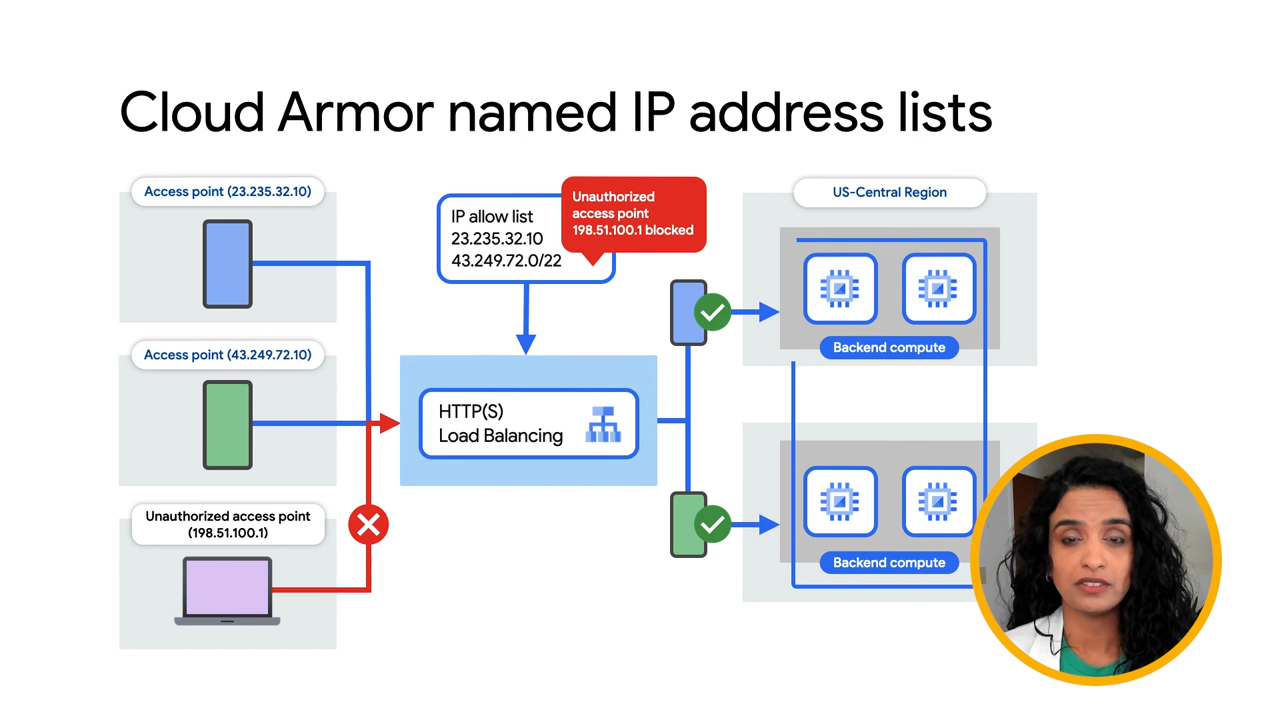 Cloud Armor named IP address lists
Access point (23.235.32.10)
Access point (43.249.72.10)
Unauthorized access point
(198.51.100.1)
IP allow list
23.235.32.10
43.249.72.0/22
Unauthorized
access point
198.51.100.1 blocked
HTTP(S)
Load Balancing
US-Central Region
Backend compute
Backend compute